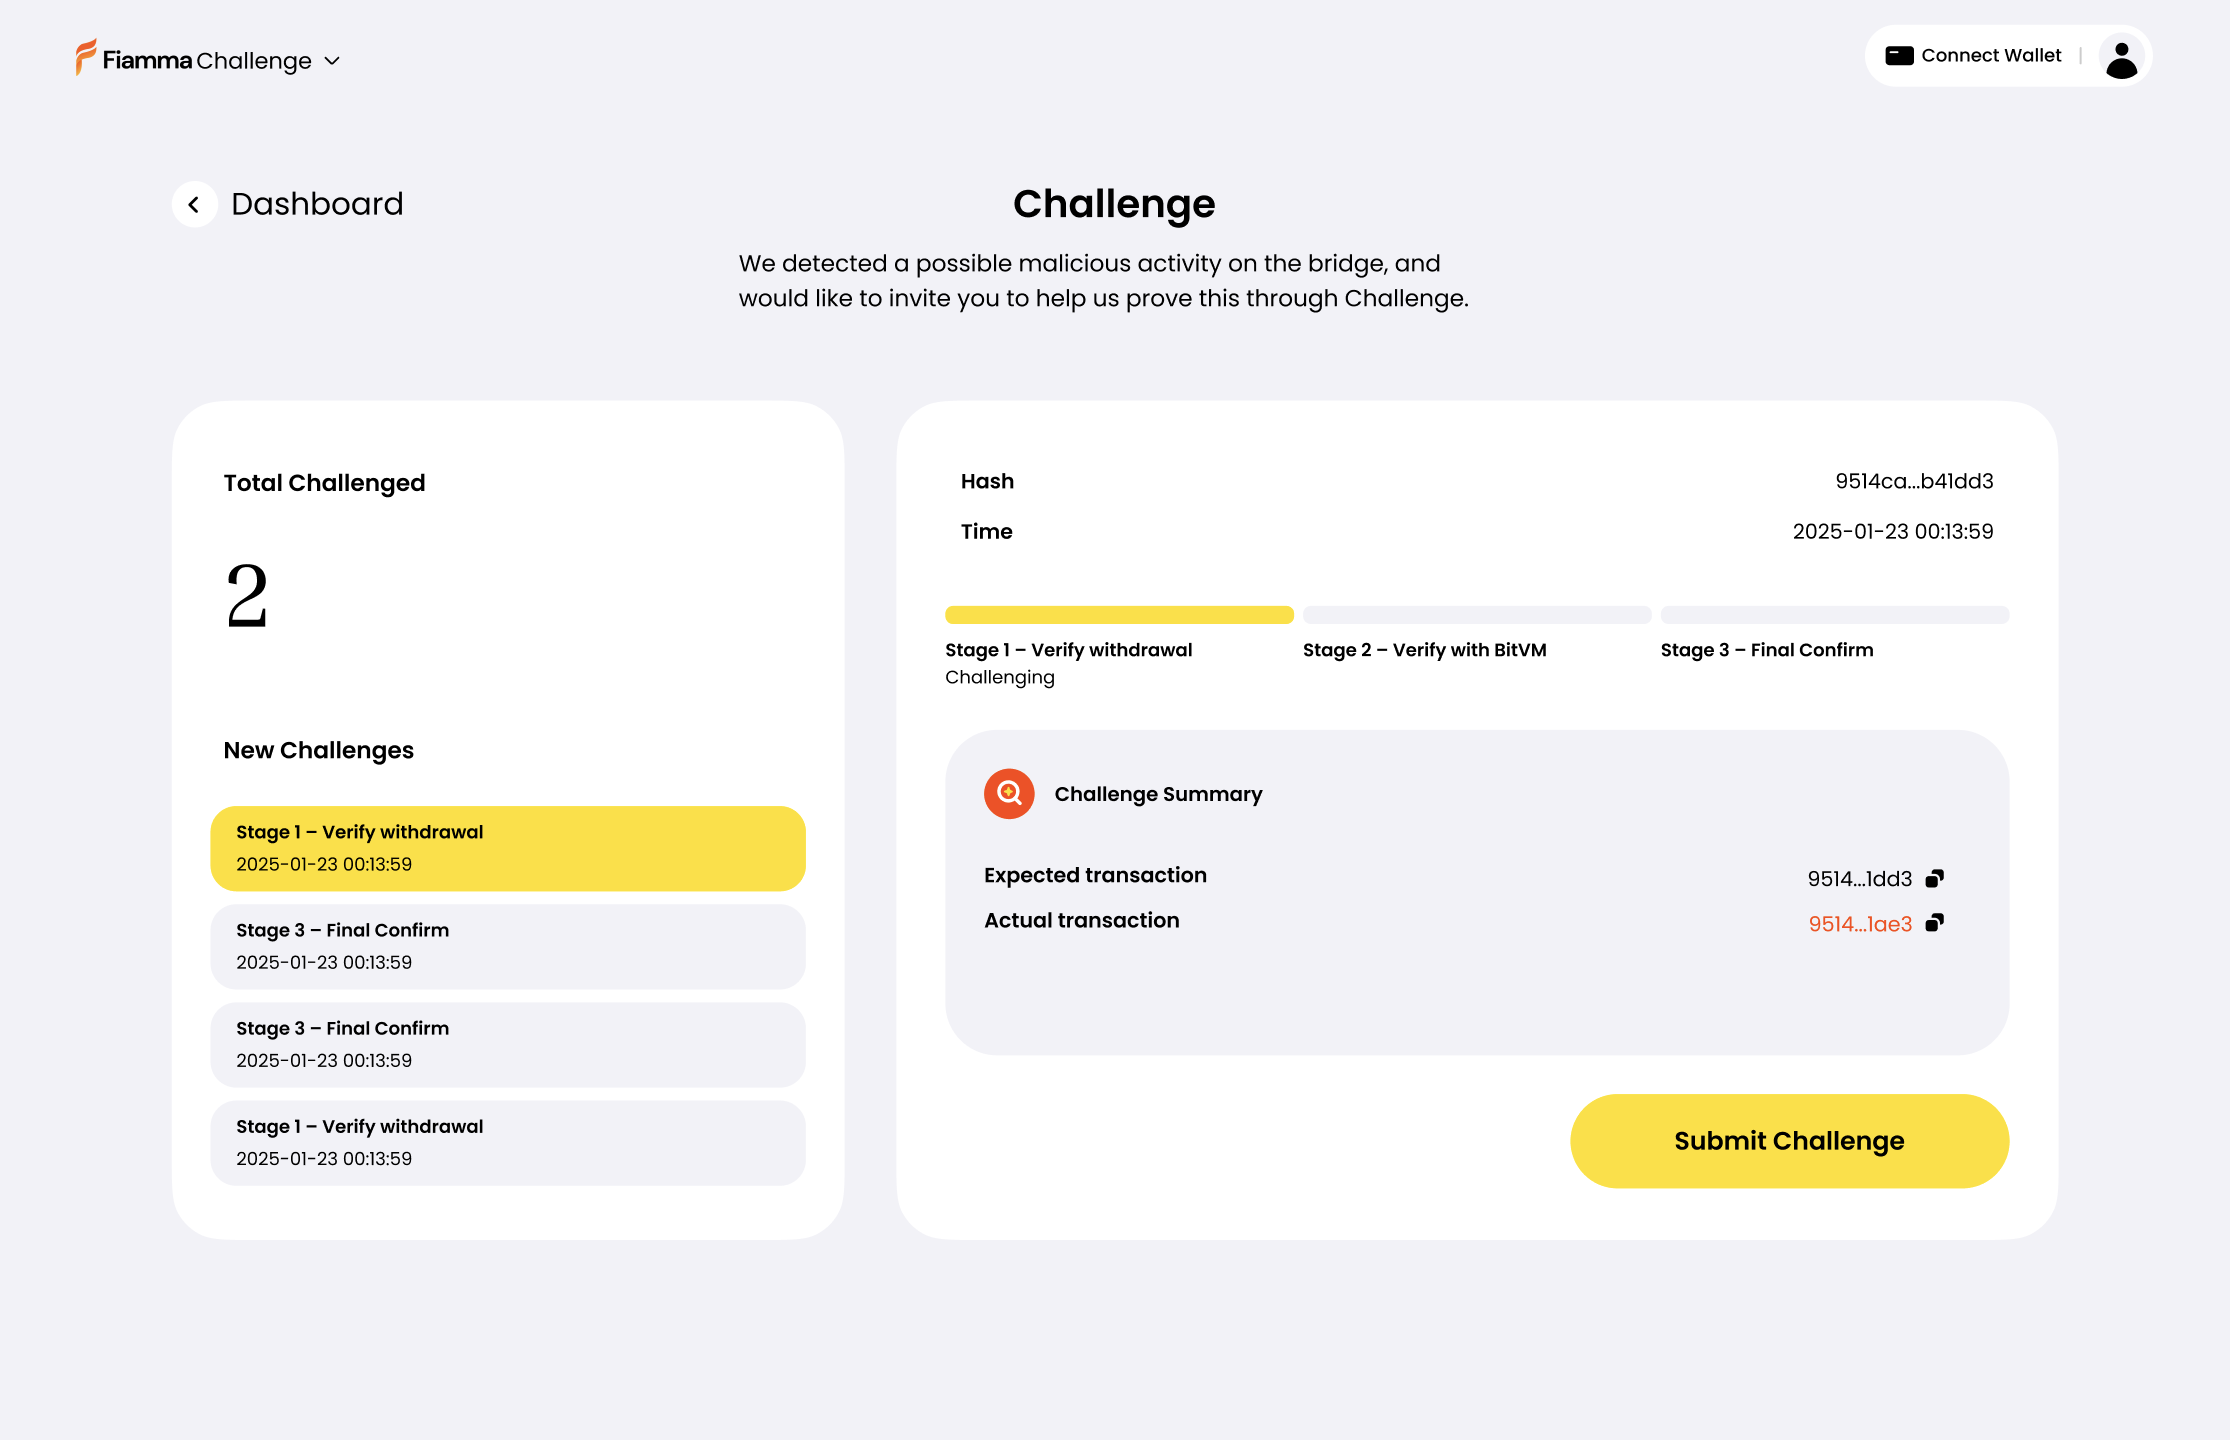 Fiamma Challenge
Connect Wallet
Dashboard
Challenge
We detected a possible malicious activity on the bridge, and
would like to invite you to help us prove this through Challenge.
Total Challenged
2
New Challenges
Stage 1 – Verify withdrawal
2025-01-23 00:13:59
Stage 3 – Final Confirm
2025-01-23 00:13:59
Stage 3 – Final Confirm
2025-01-23 00:13:59
Stage 1 – Verify withdrawal
2025-01-23 00:13:59
Hash 9514ca...b41dd3
Time 2025-01-23 00:13:59
Stage 1 – Verify withdrawal
Challenging
Stage 2 – Verify with BitVM
Stage 3 – Final Confirm
Challenge Summary
Expected transaction 9514...1dd3
Actual transaction 9514...1ae3
Submit Challenge